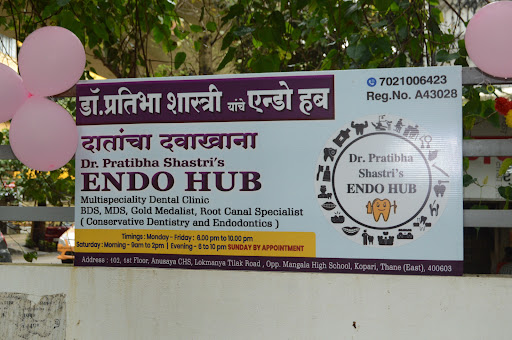 डॉ.प्रतिभा शास्त्री यांचे एन्डो हब
7021006423
Reg.No. A43028
दातांचा दवाखाना
Dr. Pratibha Shastri's
ENDO HUB
Multispeciality Dental Clinic
BDS, MDS, Gold Medalist, Root Canal Specialist
( Conservative Dentistry and Endodontics )
Dr. Pratibha
Shastri's
ENDO HUB
Timings : Monday - Friday : 6.00 pm to 10.00 pm
Saturday : Morning - 9am to 2pm | Evening - 6 to 10 pm SUNDAY BY APPOINTMENT
Address : 102, 1st Floor, Anusaya CHS, Lokmanya Tilak Road , Opp. Mangala High School, Kopari, Thane (East), 400603